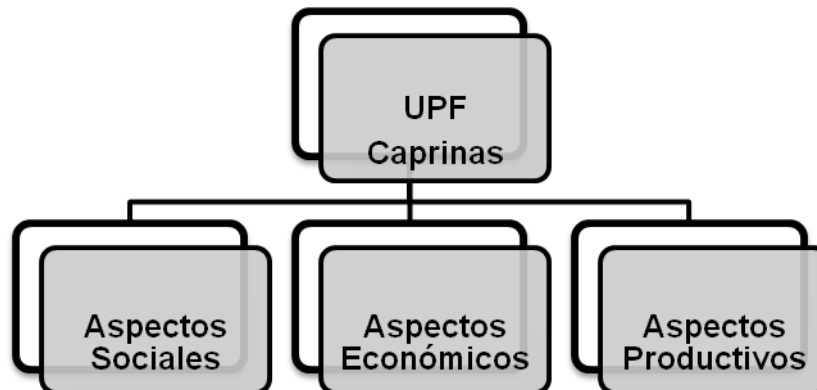 UPF
Caprinas
Aspectos
Sociales
Aspectos
Económicos
Aspectos
Productivos